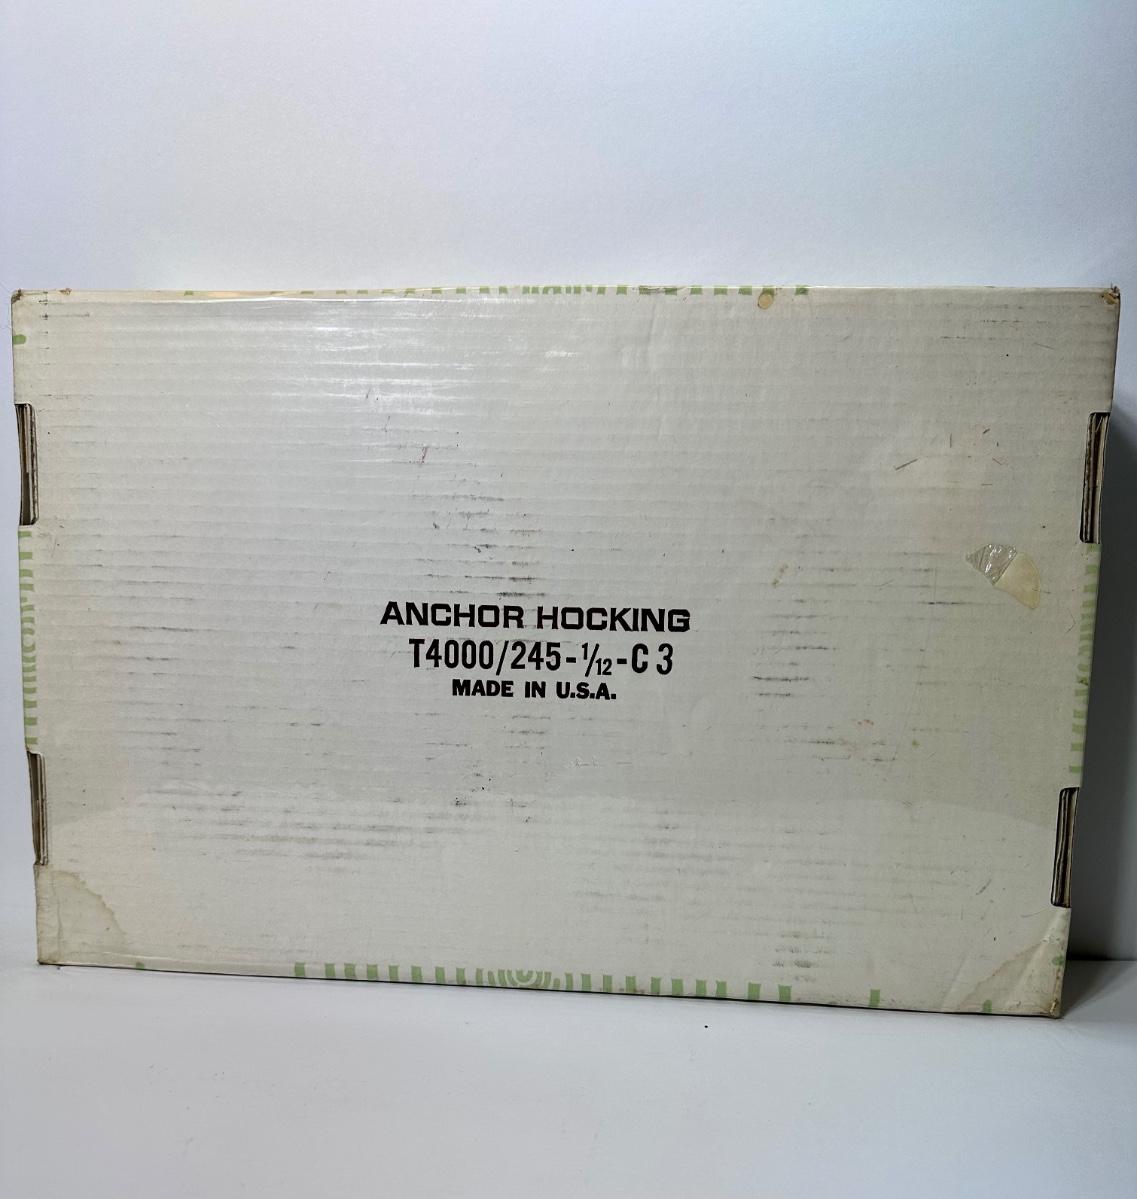 ANCHOR HOCKING
T4000/245-1/12-C 3
MADE IN U.S.A.